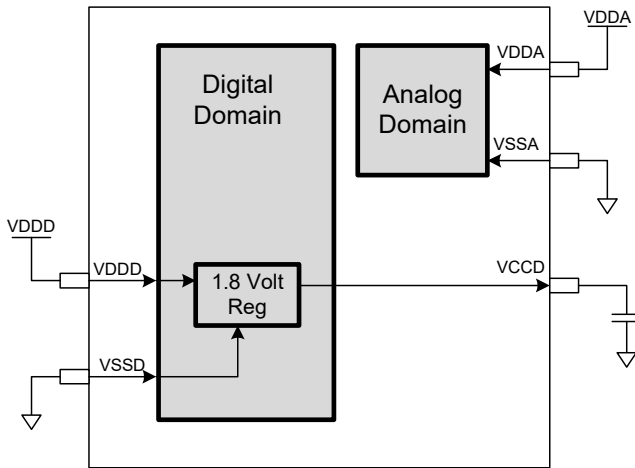 VDDA
Digital
Domain
VDDA
Analog
Domain
VSSA
VDDD
VDDD
1.8 Volt
Reg
VCCD
VSSD